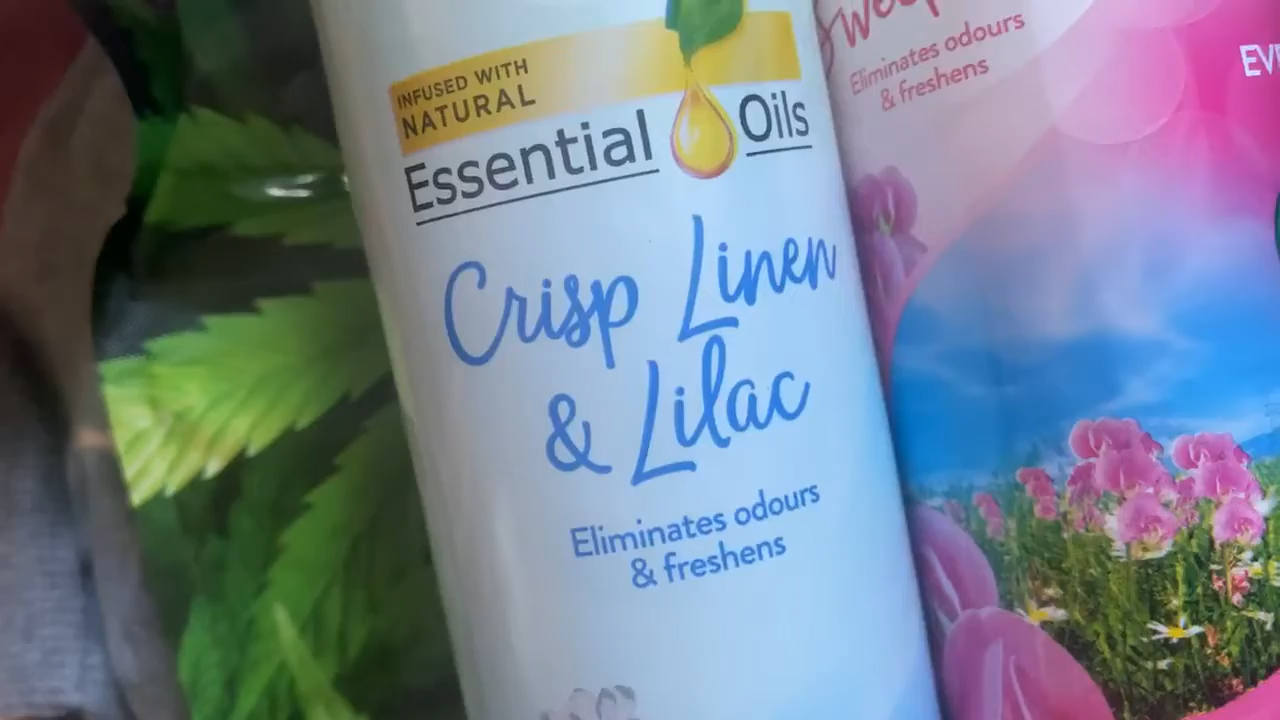 INFUSED WITH
NATURAL
Essential Oils
Crisp Linen
& Lilac
Eliminates odours
& freshens
Eliminates odours
& freshens